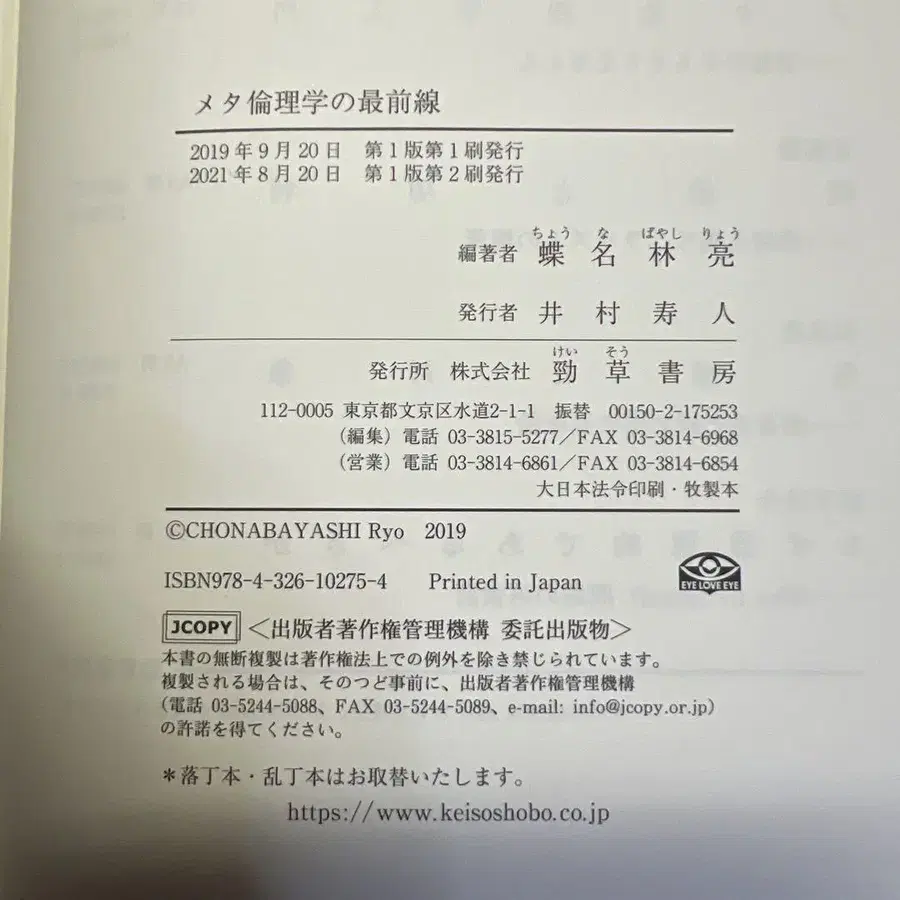 メタ倫理学の最前線
2019年9月20日　第1版第1刷発行
2021年8月20日　第1版第2刷発行
ちょう な ばやし りょう
編著者 蝶名林亮
発行者 井村寿人
けい そう
発行所 株式会社 勁草書房
112-0005 東京都文京区水道2-1-1 振替 00150-2-175253
（編集）電話 03-3815-5277／FAX 03-3814-6968
（営業）電話 03-3814-6861／FAX 03-3814-6854
大日本法令印刷・牧製本
©CHONABAYASHI Ryo 2019
ISBN978-4-326-10275-4 Printed in Japan
EYE LOVE EYE
JCOPY ＜出版者著作権管理機構 委託出版物＞
本書の無断複製は著作権法上での例外を除き禁じられています。
複製される場合は、そのつど事前に、出版者著作権管理機構
（電話 03-5244-5088、FAX 03-5244-5089、e-mail: info@jcopy.or.jp）
の許諾を得てください。
＊落丁本・乱丁本はお取替いたします。
https://www.keisoshobo.co.jp